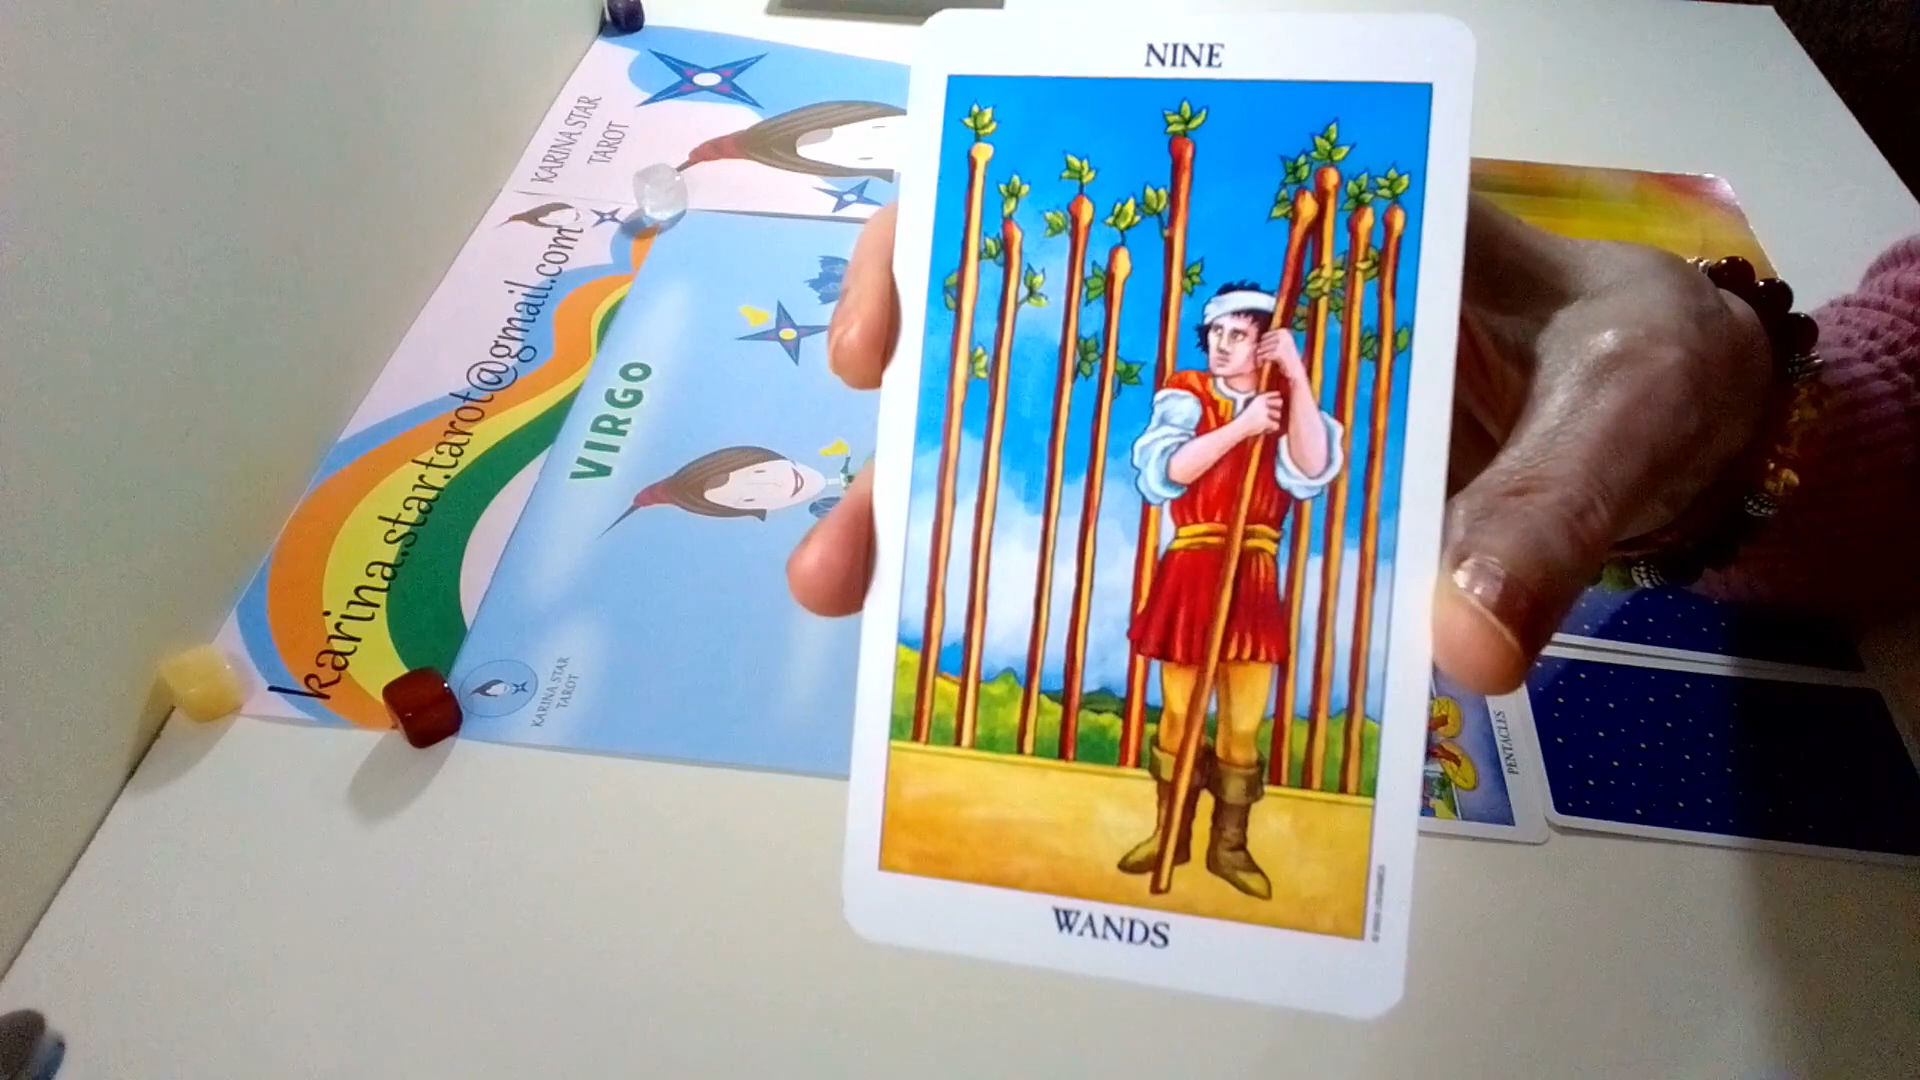 NINE
WANDS
KARINA STAR
TAROT
karina.star.tarot@gmail.com
VIRGO
KARINA STAR
TAROT
PENTACLES